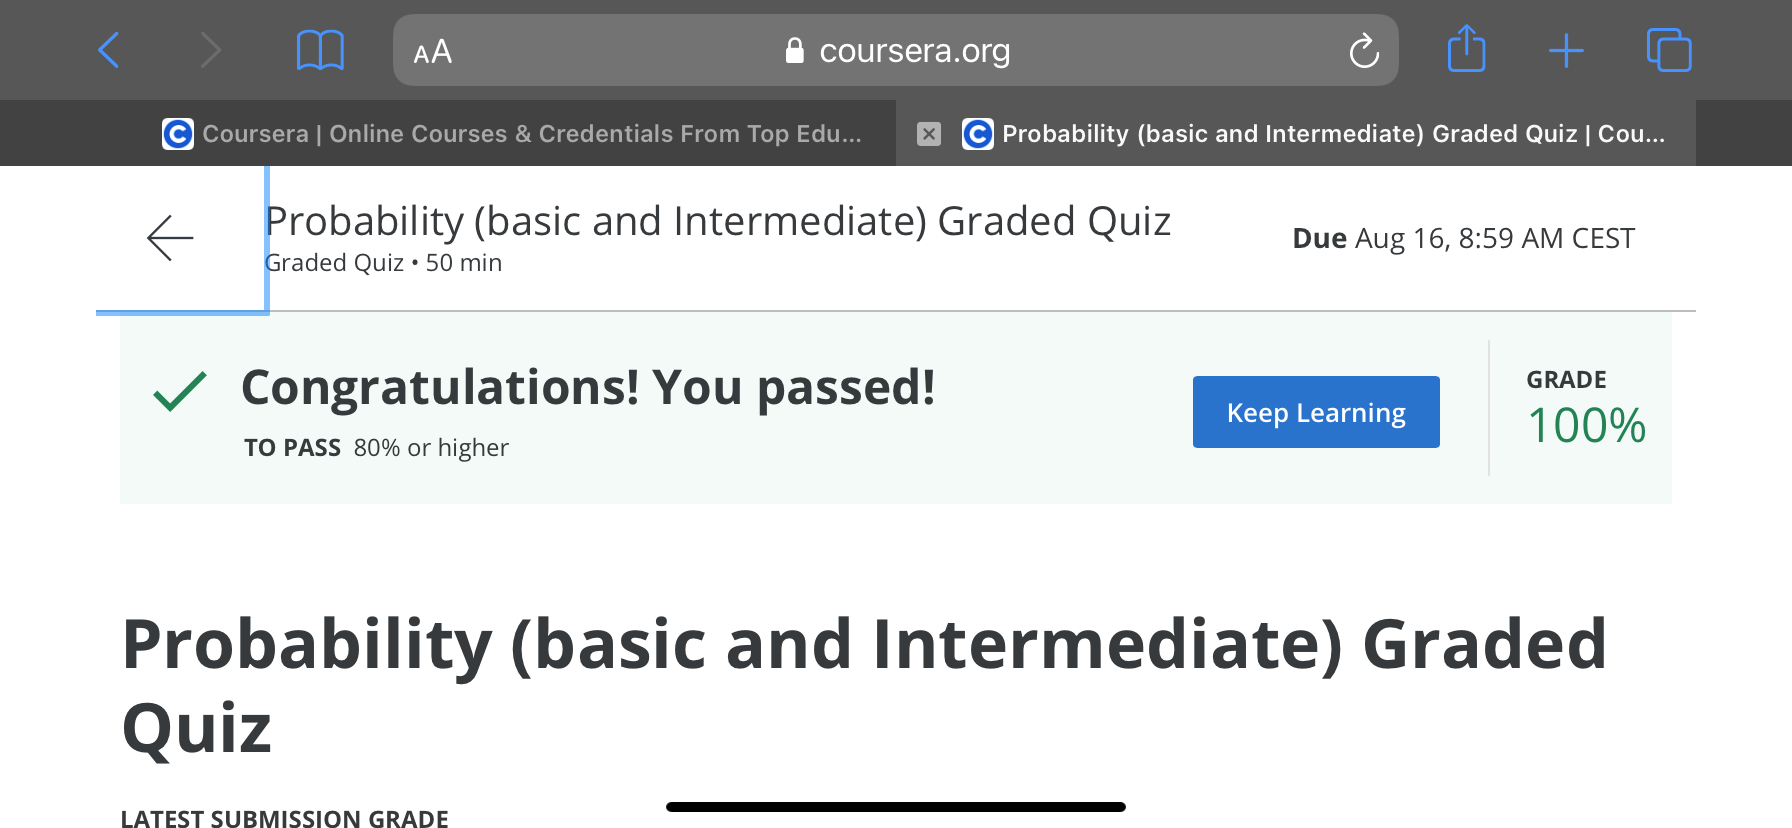 AA coursera.org
Coursera | Online Courses & Credentials From Top Edu...
Probability (basic and Intermediate) Graded Quiz | Cou...
Probability (basic and Intermediate) Graded Quiz
Graded Quiz • 50 min
Due Aug 16, 8:59 AM CEST
Congratulations! You passed!
TO PASS 80% or higher
Keep Learning
GRADE
100%
Probability (basic and Intermediate) Graded
Quiz
LATEST SUBMISSION GRADE